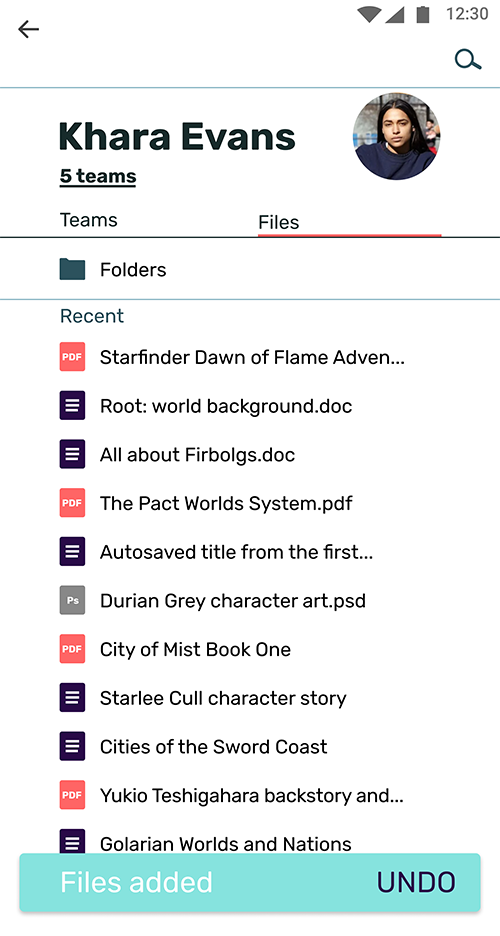 12:30
Khara Evans
5 teams
Teams
Files
Folders
Recent
PDF Starfinder Dawn of Flame Adven...
Root: world background.doc
All about Firbolgs.doc
PDF The Pact Worlds System.pdf
Autosaved title from the first...
Ps Durian Grey character art.psd
PDF City of Mist Book One
Starlee Cull character story
Cities of the Sword Coast
PDF Yukio Teshigahara backstory and...
Golarian Worlds and Nations
Files added UNDO